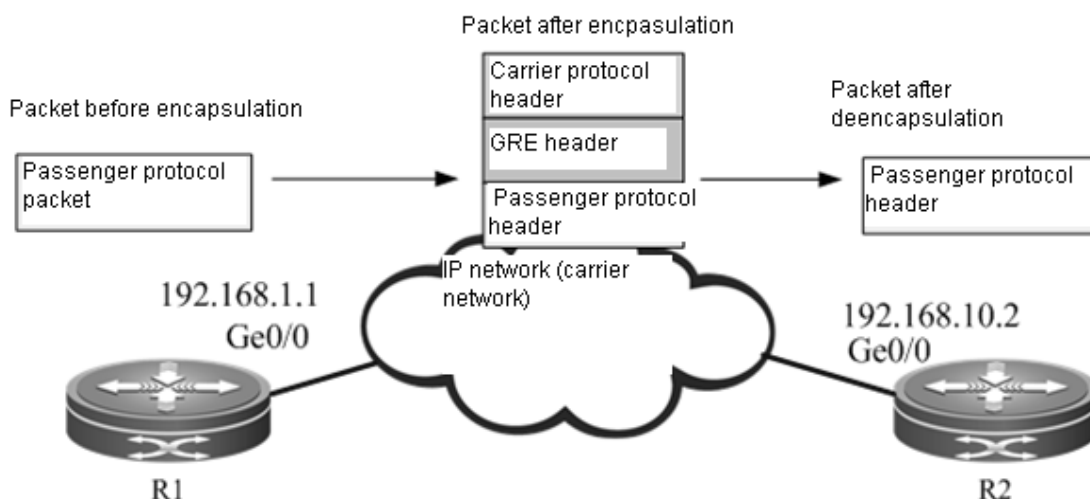 Packet before encapsulation
Passenger protocol
packet
Packet after encpasulation
Carrier protocol
header
GRE header
Passenger protocol
header
Packet after
deencapsulation
Passenger protocol
header
IP network (carrier
network)
192.168.1.1
Ge0/0
R1
192.168.10.2
Ge0/0
R2